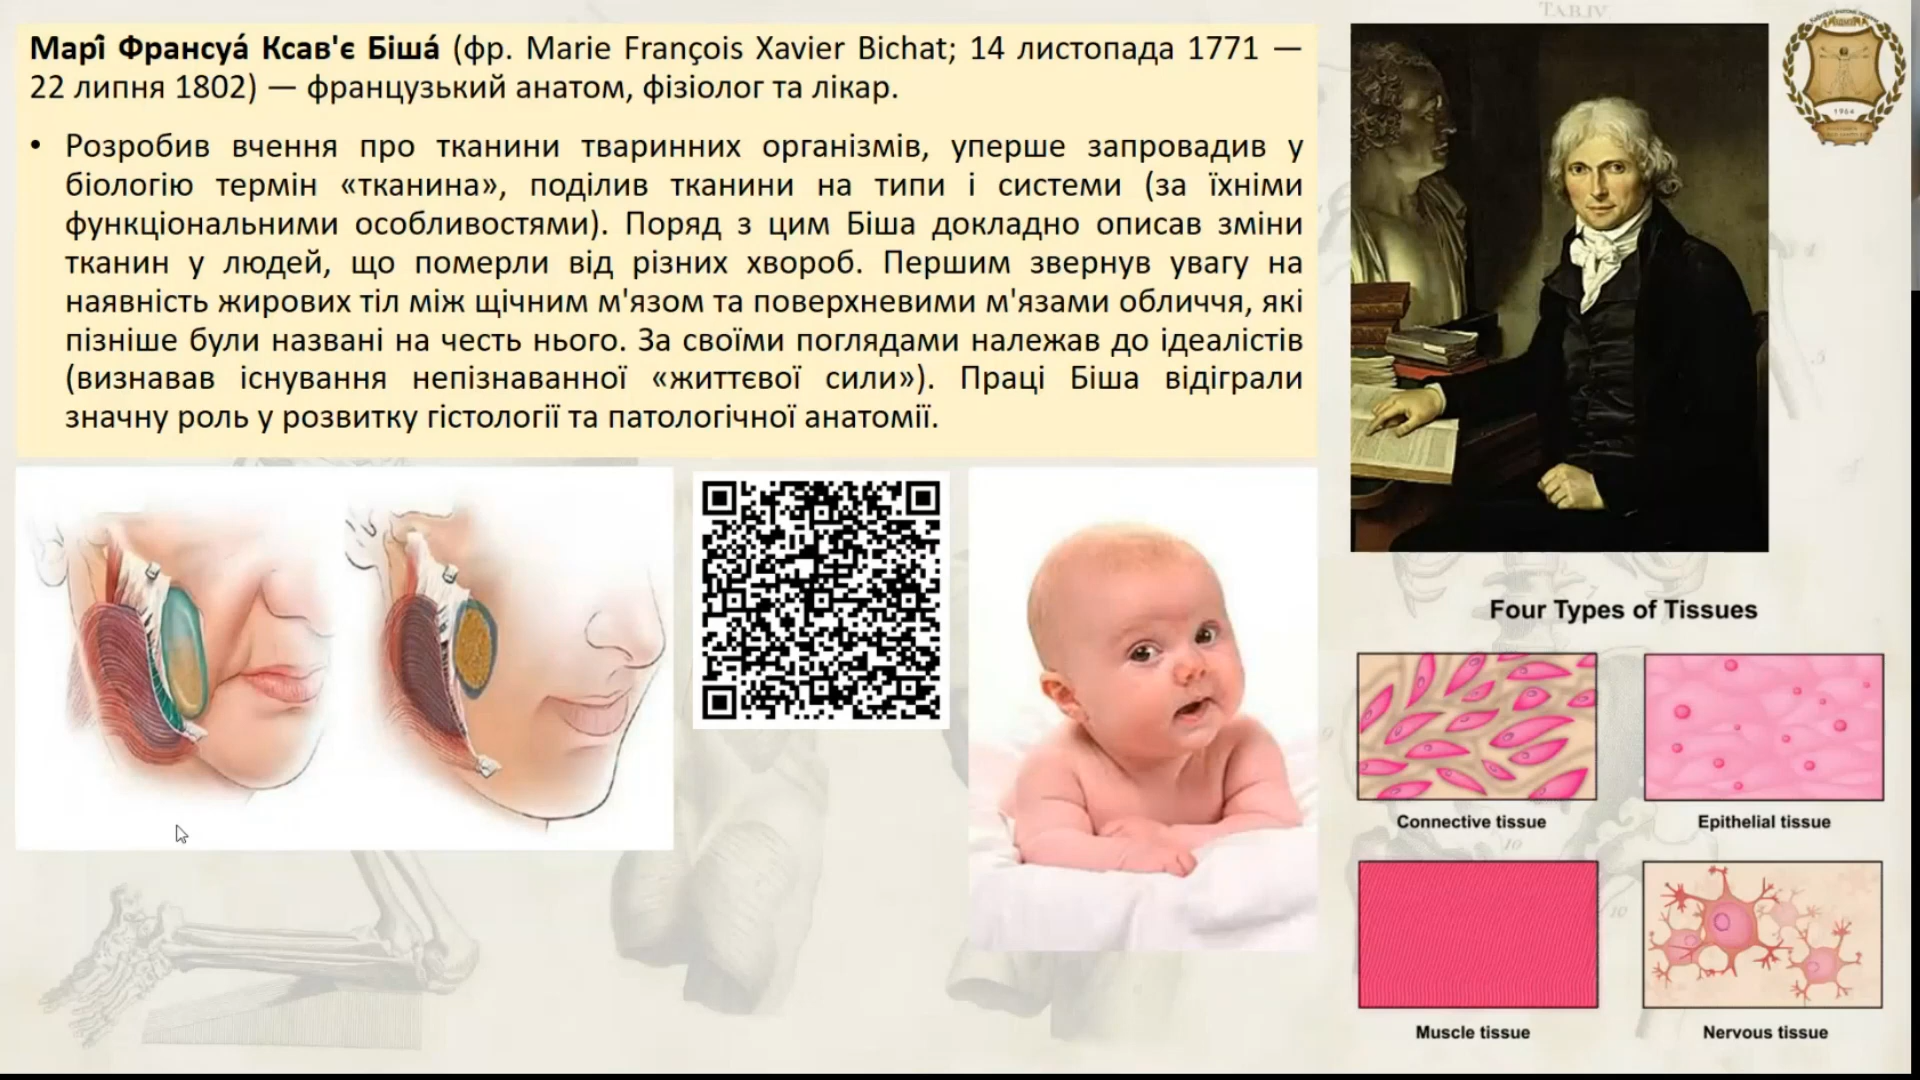 Марі́ Франсуа́ Ксав'є Біша́ (фр. Marie François Xavier Bichat; 14 листопада 1771 —
22 липня 1802) — французький анатом, фізіолог та лікар.
• Розробив вчення про тканини тваринних організмів, уперше запровадив у
біологію термін «тканина», поділив тканини на типи і системи (за їхніми
функціональними особливостями). Поряд з цим Біша докладно описав зміни
тканин у людей, що померли від різних хвороб. Першим звернув увагу на
наявність жирових тіл між щічним м'язом та поверхневими м'язами обличчя, які
пізніше були названі на честь нього. За своїми поглядами належав до ідеалістів
(визнавав існування непізнаванної «життєвої сили»). Праці Біша відіграли
значну роль у розвитку гістології та патологічної анатомії.
TAB.IV.
1964
Four Types of Tissues
Connective tissue
Epithelial tissue
Muscle tissue
Nervous tissue